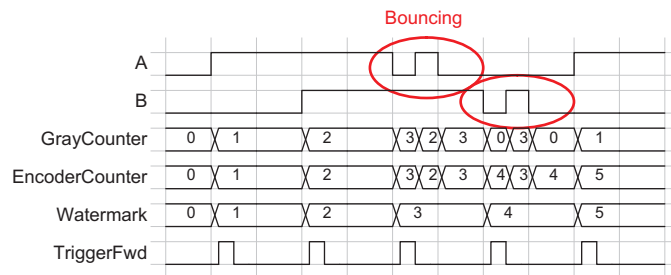 Bouncing
A
B
GrayCounter 0 1 2 3 2 3 0 3 0 1
EncoderCounter 0 1 2 3 2 3 4 3 4 5
Watermark 0 1 2 3 4 5
TriggerFwd